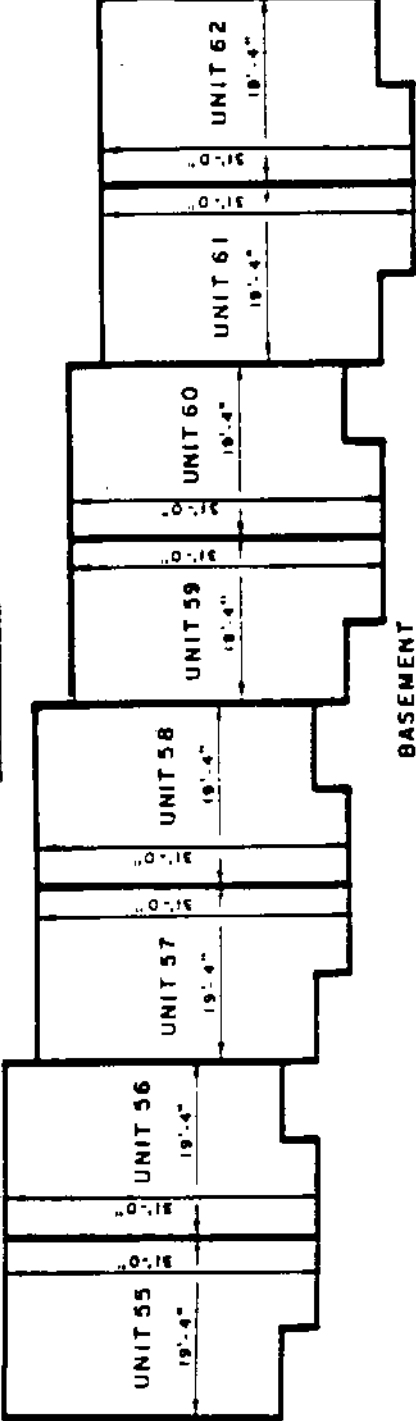 UNIT 55
19'-4"
31'-0"
UNIT 56
19'-4"
31'-0"
UNIT 57
19'-4"
31'-0"
UNIT 58
19'-4"
31'-0"
UNIT 59
19'-4"
31'-0"
UNIT 60
19'-4"
31'-0"
UNIT 61
19'-4"
31'-0"
UNIT 62
19'-4"
31'-0"
BASEMENT